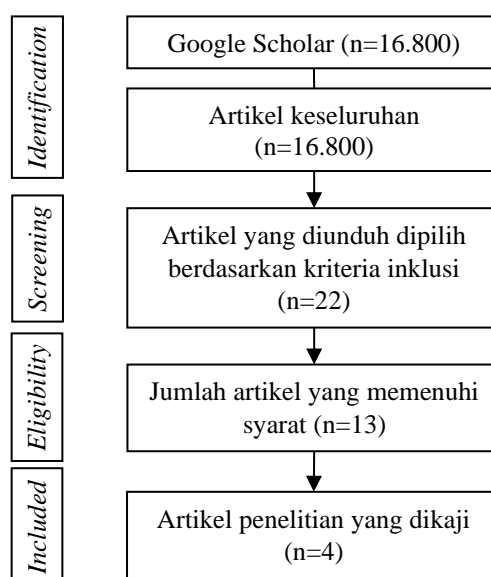 Identification
Google Scholar (n=16.800)
Artikel keseluruhan
(n=16.800)
Screening
Artikel yang diunduh dipilih
berdasarkan kriteria inklusi
(n=22)
Eligibility
Jumlah artikel yang memenuhi
syarat (n=13)
Included
Artikel penelitian yang dikaji
(n=4)